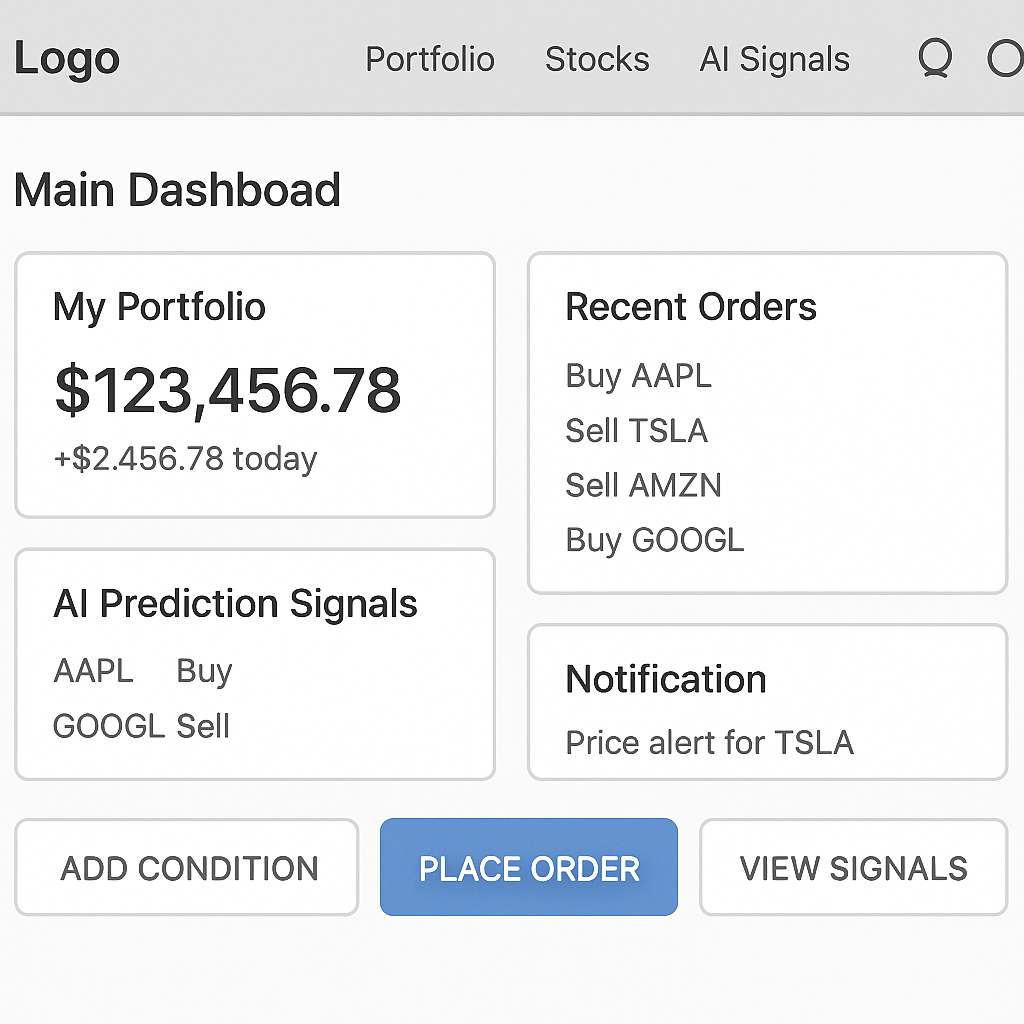 Logo
Portfolio Stocks AI Signals
Main Dashboad
My Portfolio
$123,456.78
+$2.456.78 today
Recent Orders
Buy AAPL
Sell TSLA
Sell AMZN
Buy GOOGL
AI Prediction Signals
AAPL Buy
GOOGL Sell
Notification
Price alert for TSLA
ADD CONDITION
PLACE ORDER
VIEW SIGNALS